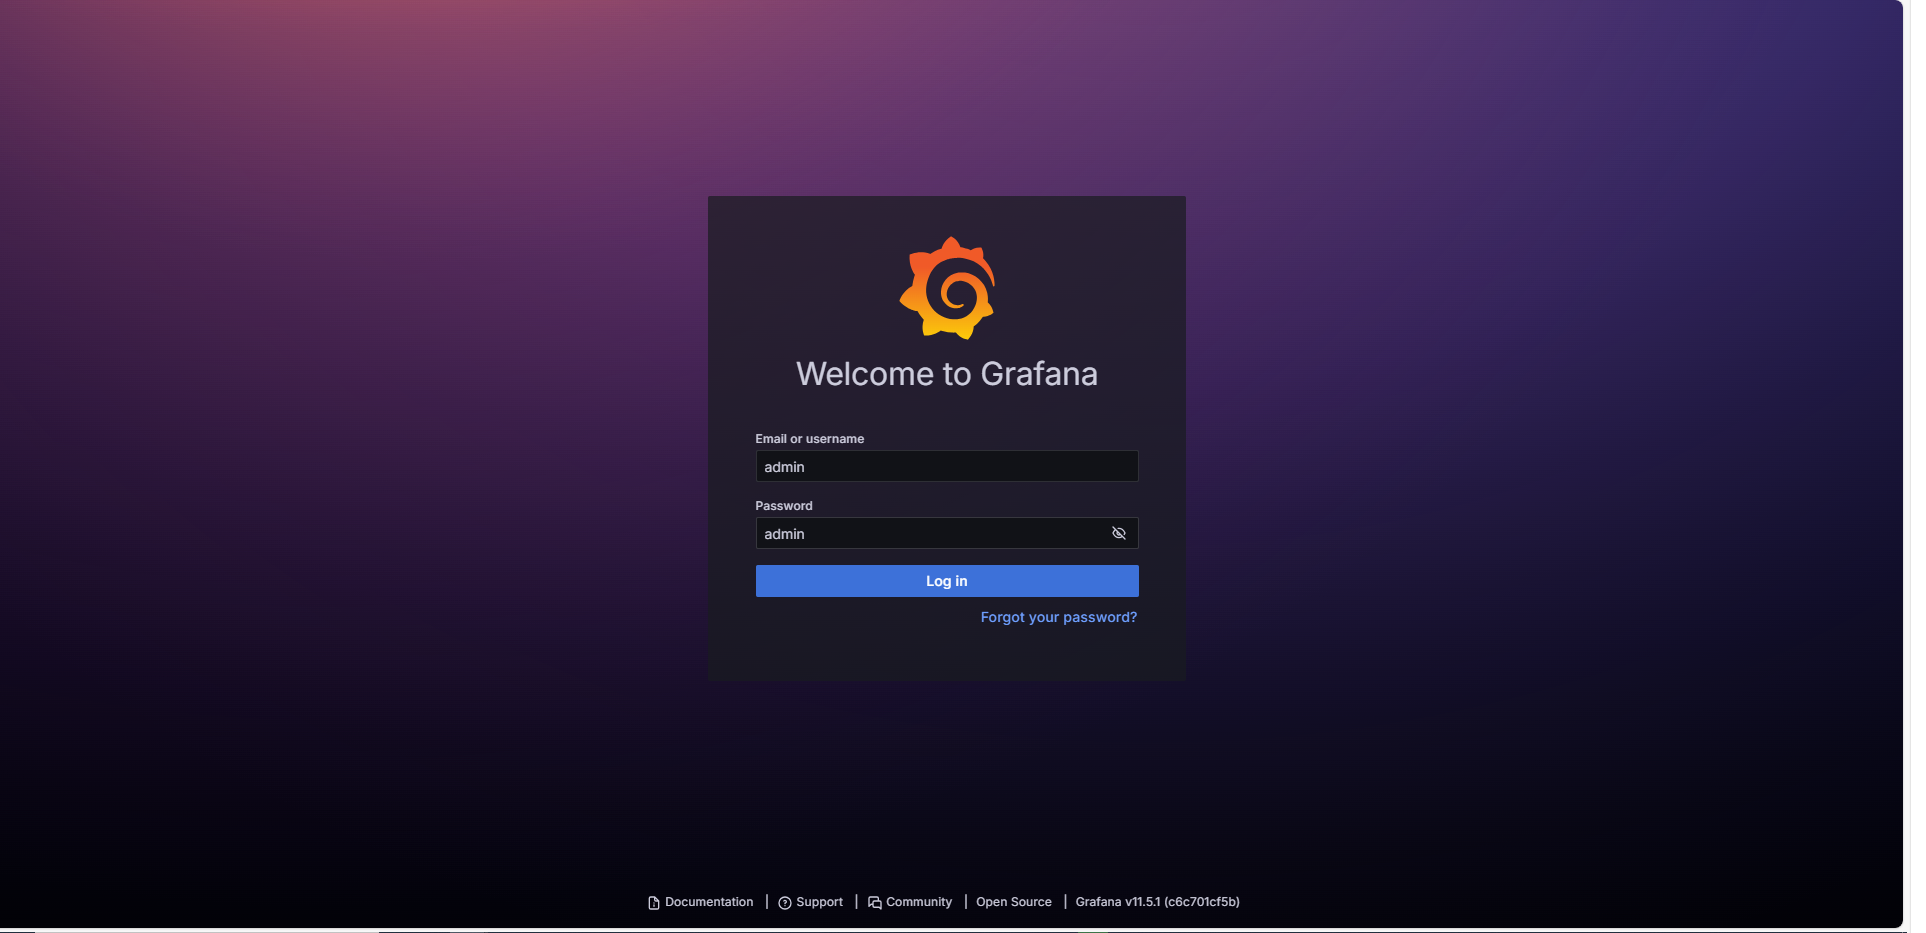 Welcome to Grafana
Email or username
admin
Password
admin
Log in
Forgot your password?
Documentation | Support | Community | Open Source | Grafana v11.5.1 (c6c701cf5b)